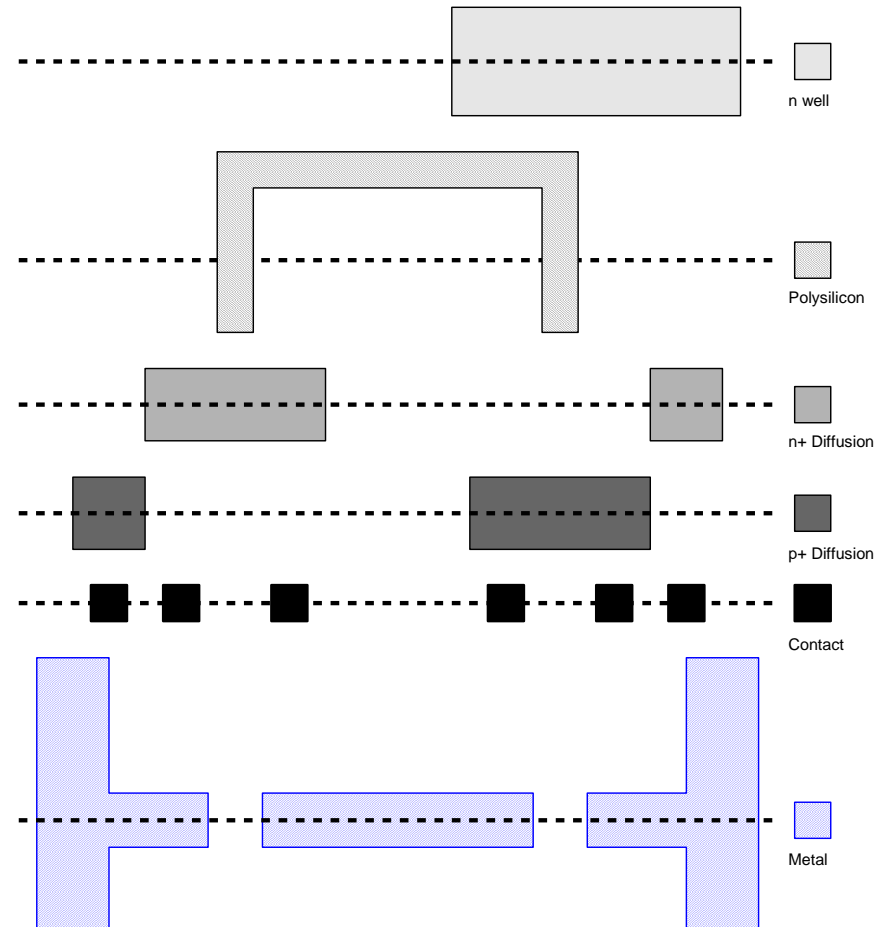 n well
Polysilicon
n+ Diffusion
p+ Diffusion
Contact
Metal